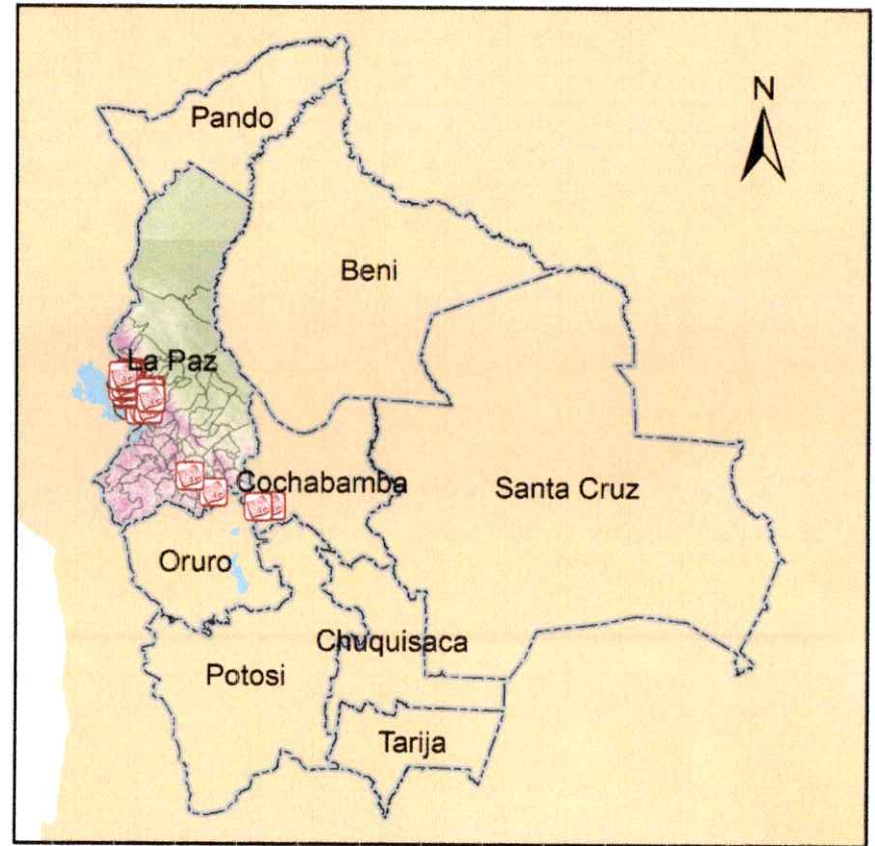 N
Pando
Beni
La Paz
Cochabamba
Santa Cruz
Oruro
Chuquisaca
Potosi
Tarija